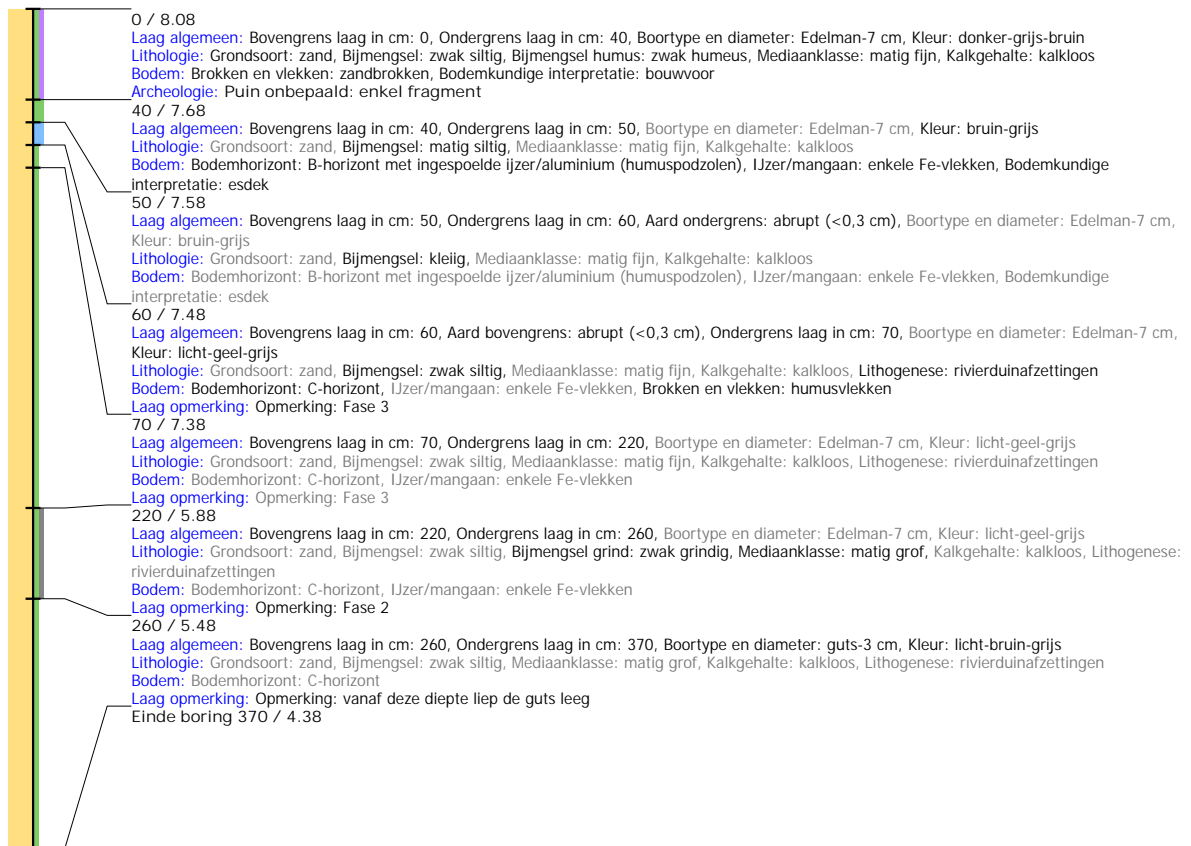 0 / 8.08
Laag algemeen: Bovengrens laag in cm: 0, Ondergrens laag in cm: 40, Boortype en diameter: Edelman-7 cm, Kleur: donker-grijs-bruin
Lithologie: Grondsoort: zand, Bijmengsel: zwak siltig, Bijmengsel humus: zwak humeus, Mediaanklasse: matig fijn, Kalkgehalte: kalkloos
Bodem: Brokken en vlekken: zandbrokken, Bodemkundige interpretatie: bouwvoor
Archeologie: Puin onbepaald: enkel fragment
40 / 7.68
Laag algemeen: Bovengrens laag in cm: 40, Ondergrens laag in cm: 50, Boortype en diameter: Edelman-7 cm, Kleur: bruin-grijs
Lithologie: Grondsoort: zand, Bijmengsel: matig siltig, Mediaanklasse: matig fijn, Kalkgehalte: kalkloos
Bodem: Bodemhorizont: B-horizont met ingespoelde ijzer/aluminium (humuspodzolen), IJzer/mangaan: enkele Fe-vlekken, Bodemkundige
interpretatie: esdek
50 / 7.58
Laag algemeen: Bovengrens laag in cm: 50, Ondergrens laag in cm: 60, Aard ondergrens: abrupt (<0,3 cm), Boortype en diameter: Edelman-7 cm,
Kleur: bruin-grijs
Lithologie: Grondsoort: zand, Bijmengsel: kleiig, Mediaanklasse: matig fijn, Kalkgehalte: kalkloos
Bodem: Bodemhorizont: B-horizont met ingespoelde ijzer/aluminium (humuspodzolen), IJzer/mangaan: enkele Fe-vlekken, Bodemkundige
interpretatie: esdek
60 / 7.48
Laag algemeen: Bovengrens laag in cm: 60, Aard bovengrens: abrupt (<0,3 cm), Ondergrens laag in cm: 70, Boortype en diameter: Edelman-7 cm,
Kleur: licht-geel-grijs
Lithologie: Grondsoort: zand, Bijmengsel: zwak siltig, Mediaanklasse: matig fijn, Kalkgehalte: kalkloos, Lithogenese: rivierduinafzettingen
Bodem: Bodemhorizont: C-horizont, IJzer/mangaan: enkele Fe-vlekken, Brokken en vlekken: humusvlekken
Laag opmerking: Opmerking: Fase 3
70 / 7.38
Laag algemeen: Bovengrens laag in cm: 70, Ondergrens laag in cm: 220, Boortype en diameter: Edelman-7 cm, Kleur: licht-geel-grijs
Lithologie: Grondsoort: zand, Bijmengsel: zwak siltig, Mediaanklasse: matig fijn, Kalkgehalte: kalkloos, Lithogenese: rivierduinafzettingen
Bodem: Bodemhorizont: C-horizont, IJzer/mangaan: enkele Fe-vlekken
Laag opmerking: Opmerking: Fase 3
220 / 5.88
Laag algemeen: Bovengrens laag in cm: 220, Ondergrens laag in cm: 260, Boortype en diameter: Edelman-7 cm, Kleur: licht-geel-grijs
Lithologie: Grondsoort: zand, Bijmengsel: zwak siltig, Bijmengsel grind: zwak grindig, Mediaanklasse: matig grof, Kalkgehalte: kalkloos, Lithogenese:
rivierduinafzettingen
Bodem: Bodemhorizont: C-horizont, IJzer/mangaan: enkele Fe-vlekken
Laag opmerking: Opmerking: Fase 2
260 / 5.48
Laag algemeen: Bovengrens laag in cm: 260, Ondergrens laag in cm: 370, Boortype en diameter: guts-3 cm, Kleur: licht-bruin-grijs
Lithologie: Grondsoort: zand, Bijmengsel: zwak siltig, Mediaanklasse: matig grof, Kalkgehalte: kalkloos, Lithogenese: rivierduinafzettingen
Bodem: Bodemhorizont: C-horizont
Laag opmerking: Opmerking: vanaf deze diepte liep de guts leeg
Einde boring 370 / 4.38